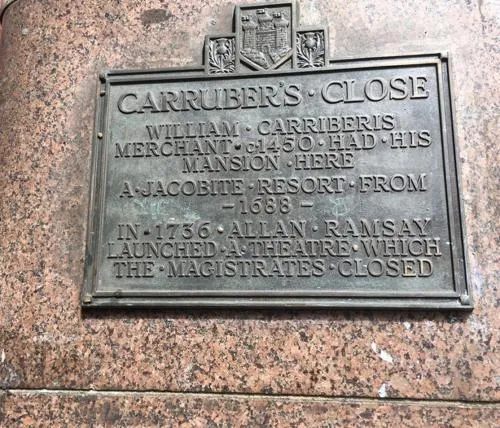 CARRUBER'S · CLOSE
WILLIAM · CARRIBERIS
MERCHANT · c1450 · HAD · HIS
MANSION · HERE
A · JACOBITE · RESORT · FROM
– 1688 –
IN · 1736 · ALLAN · RAMSAY
LAUNCHED · A · THEATRE · WHICH
THE · MAGISTRATES · CLOSED